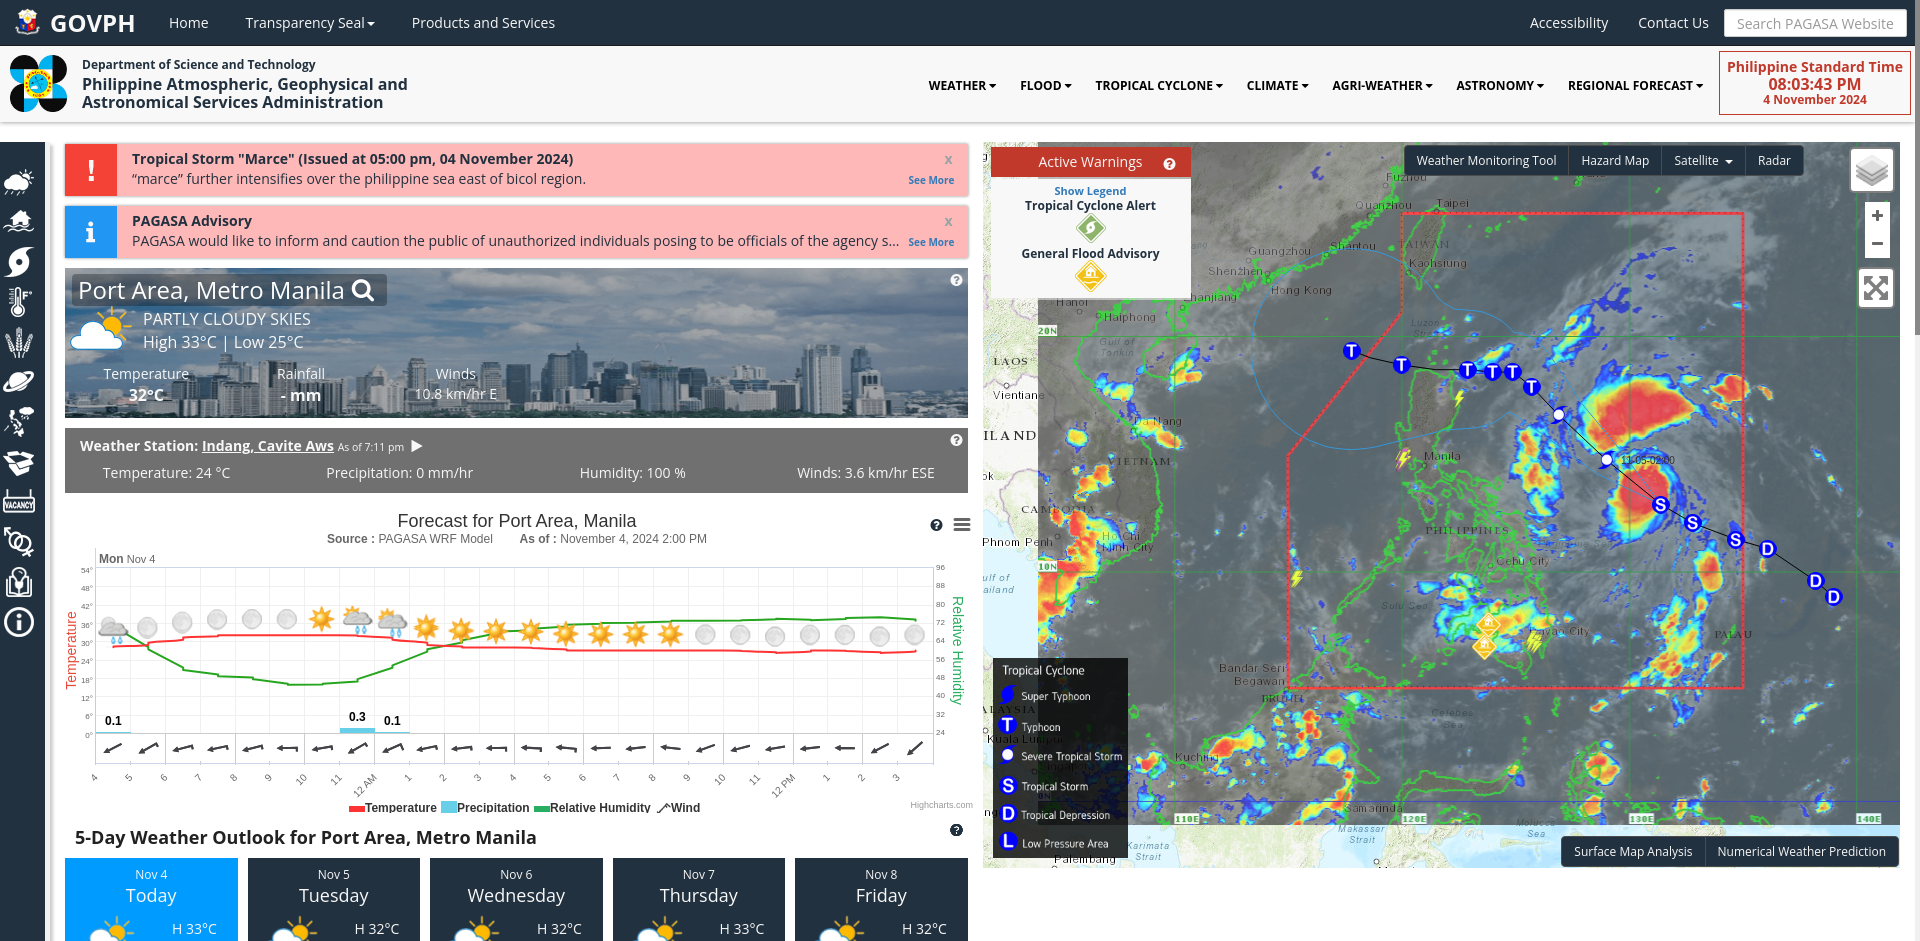 GOVPH
Home
Transparency Seal
Products and Services
Accessibility
Contact Us
Search PAGASA Website
Department of Science and Technology
Philippine Atmospheric, Geophysical and
Astronomical Services Administration
WEATHER
FLOOD
TROPICAL CYCLONE
CLIMATE
AGRI-WEATHER
ASTRONOMY
REGIONAL FORECAST
Philippine Standard Time
08:03:43 PM
4 November 2024
VACANCY
!
Tropical Storm "Marce" (Issued at 05:00 pm, 04 November 2024)
x
“marce” further intensifies over the philippine sea east of bicol region.
See More
i
PAGASA Advisory
x
PAGASA would like to inform and caution the public of unauthorized individuals posing to be officials of the agency s...
See More
Port Area, Metro Manila
PARTLY CLOUDY SKIES
High 33°C | Low 25°C
Temperature
32°C
Rainfall
- mm
Winds
10.8 km/hr E
Weather Station: Indang, Cavite Aws As of 7:11 pm
Temperature: 24 °C
Precipitation: 0 mm/hr
Humidity: 100 %
Winds: 3.6 km/hr ESE
Forecast for Port Area, Manila
Source : PAGASA WRF Model As of : November 4, 2024 2:00 PM
Mon Nov 4
Temperature
54°
48°
42°
36°
30°
24°
18°
12°
6°
0°
96
88
80
72
64
56
48
40
32
24
Relative Humidity
0.1
0.3
0.1
4
5
6
7
8
9
10
11
12 AM
1
2
3
4
5
6
7
8
9
10
11
12 PM
1
2
3
Temperature
Precipitation
Relative Humidity
Wind
Highcharts.com
5-Day Weather Outlook for Port Area, Metro Manila
Nov 4
Today
H 33°C
Nov 5
Tuesday
H 32°C
Nov 6
Wednesday
H 32°C
Nov 7
Thursday
H 33°C
Nov 8
Friday
H 32°C
Active Warnings
Show Legend
Tropical Cyclone Alert
General Flood Advisory
Weather Monitoring Tool
Hazard Map
Satellite
Radar
+
−
Fuzhou
Quanzhou
Taipei
Guangzhou
Shantou
TAIWAN
Kaohsiung
Shenzhen
Hong Kong
Zhanjiang
Hanoi
Haiphong
20N
Gulf of
Tonkin
Luzon
LAOS
Vientiane
Da Nang
ILAND
VIETNAM
Manila
11-05-02:00
CAMBODIA
Phnom Penh
Ho Chi
Minh City
PHILIPPINES
Cebu City
10N
ulf of
ailand
Sulu Sea
Davao City
PALAU
Bandar Seri
Begawan
BRUNEI
Celebes
Sea
ALAYSIA
Kuala Lumpur
Kuching
Samarinda
110E
120E
130E
140E
Makassar
Strait
Molucca
Sea
Karimata
Strait
Palembang
T
T
T
T
T
T
S
S
S
D
D
D
Tropical Cyclone
Super Typhoon
T Typhoon
Severe Tropical Storm
S Tropical Storm
D Tropical Depression
L Low Pressure Area
Surface Map Analysis
Numerical Weather Prediction